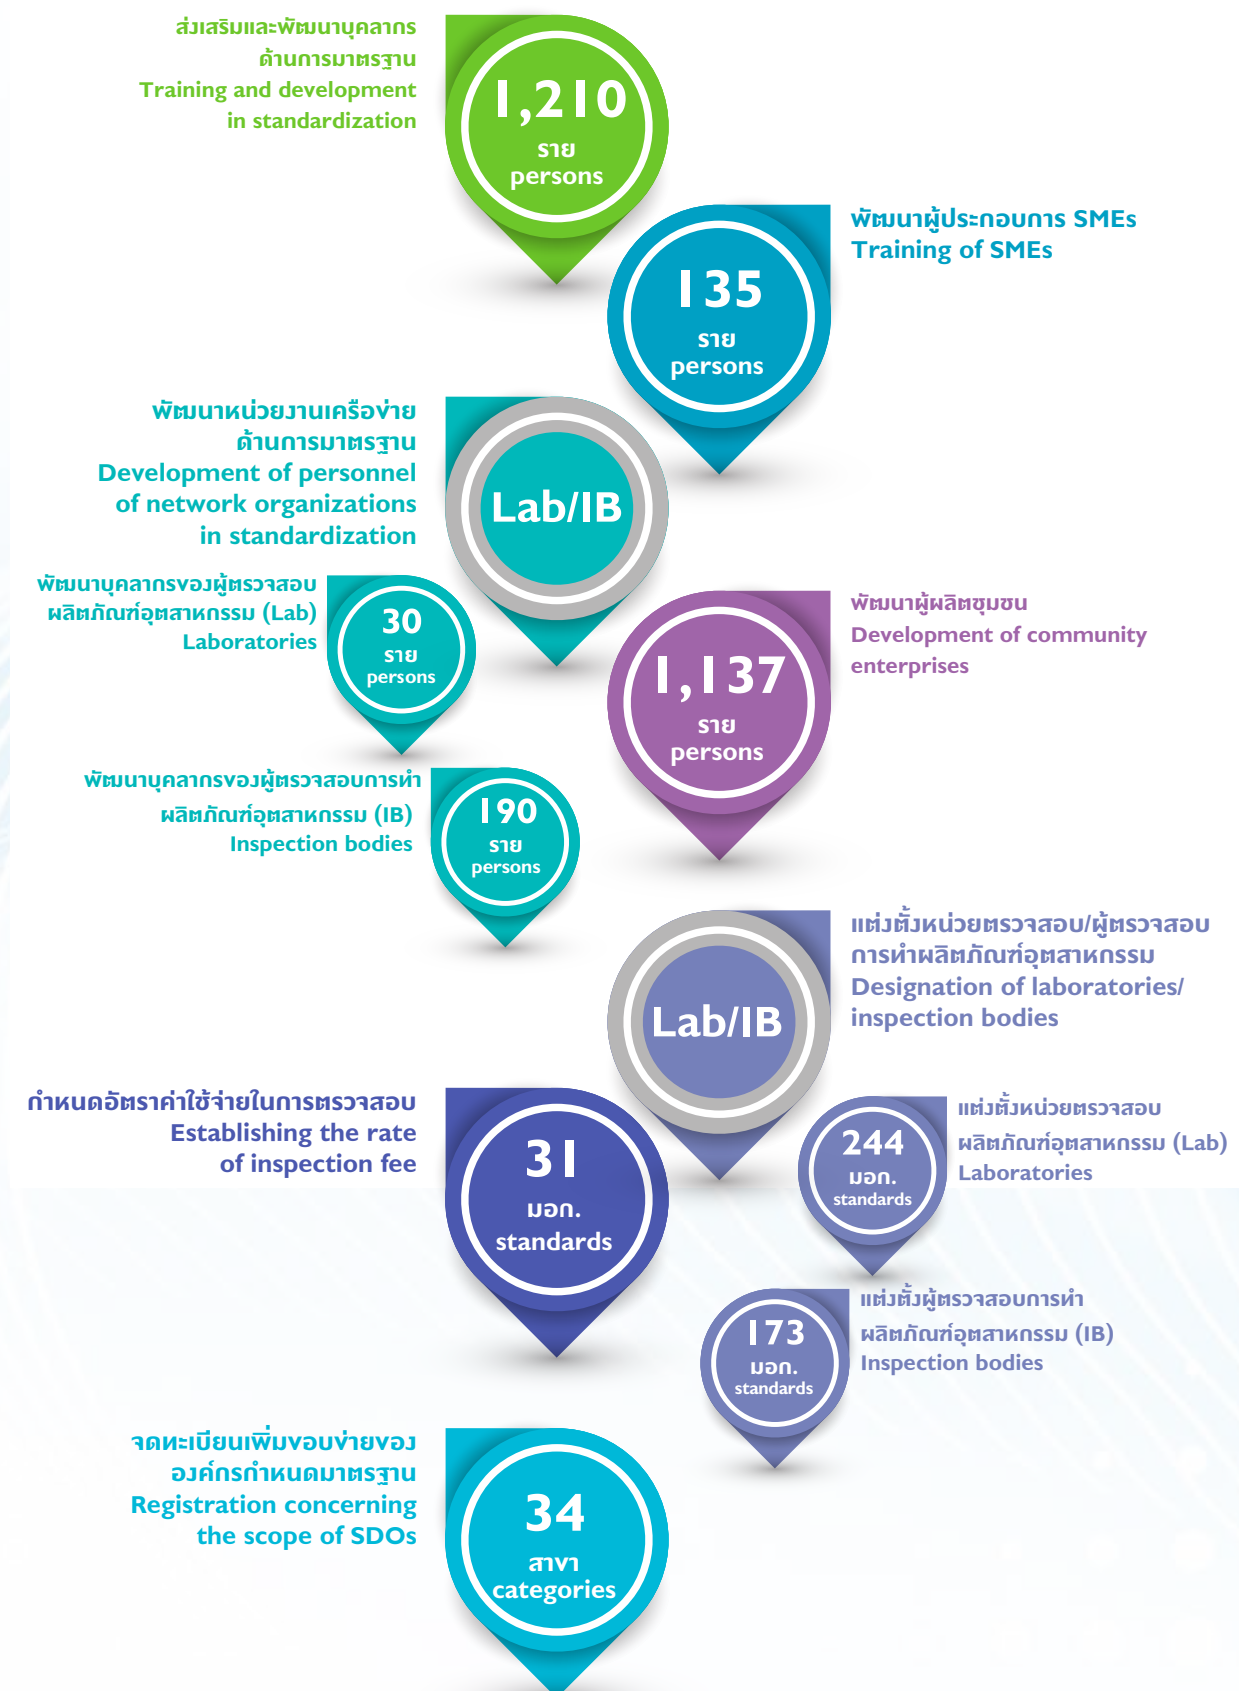 ส่งเสริมและพัฒนาบุคลากร
ด้านการมาตรฐาน
Training and development
in standardization
1,210
ราย
persons
พัฒนาผู้ประกอบการ SMEs
Training of SMEs
135
ราย
persons
พัฒนาหน่วยงานเครือข่าย
ด้านการมาตรฐาน
Development of personnel
of network organizations
in standardization
Lab/IB
พัฒนาบุคลากรของผู้ตรวจสอบ
ผลิตภัณฑ์อุตสาหกรรม (Lab)
Laboratories
30
ราย
persons
พัฒนาผู้ผลิตชุมชน
Development of community
enterprises
1,137
ราย
persons
พัฒนาบุคลากรของผู้ตรวจสอบการทำ
ผลิตภัณฑ์อุตสาหกรรม (IB)
Inspection bodies
190
ราย
persons
แต่งตั้งหน่วยตรวจสอบ/ผู้ตรวจสอบ
การทำผลิตภัณฑ์อุตสาหกรรม
Designation of laboratories/
inspection bodies
Lab/IB
กำหนดอัตราค่าใช้จ่ายในการตรวจสอบ
Establishing the rate
of inspection fee
31
มอก.
standards
แต่งตั้งหน่วยตรวจสอบ
ผลิตภัณฑ์อุตสาหกรรม (Lab)
Laboratories
244
มอก.
standards
แต่งตั้งผู้ตรวจสอบการทำ
ผลิตภัณฑ์อุตสาหกรรม (IB)
Inspection bodies
173
มอก.
standards
จดทะเบียนเพิ่มขอบข่ายของ
องค์กรกำหนดมาตรฐาน
Registration concerning
the scope of SDOs
34
สาขา
categories